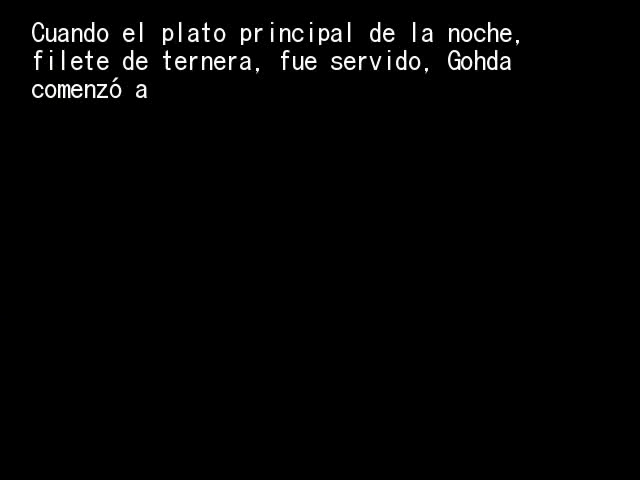 Cuando el plato principal de la noche,
filete de ternera, fue servido, Gohda
comenzó a